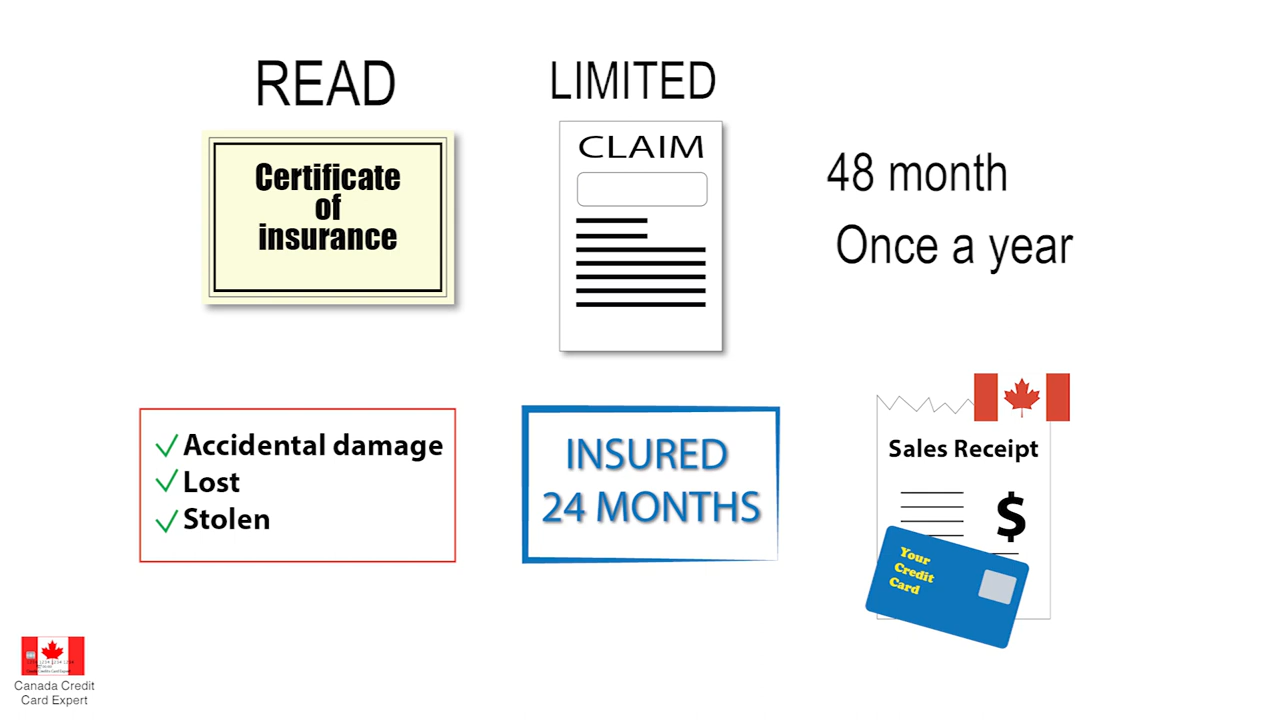 READ
Certificate
of
insurance
LIMITED
CLAIM
48 month
Once a year
Accidental damage
Lost
Stolen
INSURED
24 MONTHS
Sales Receipt
$
Your
Credit
Card
Canada Credit
Card Expert